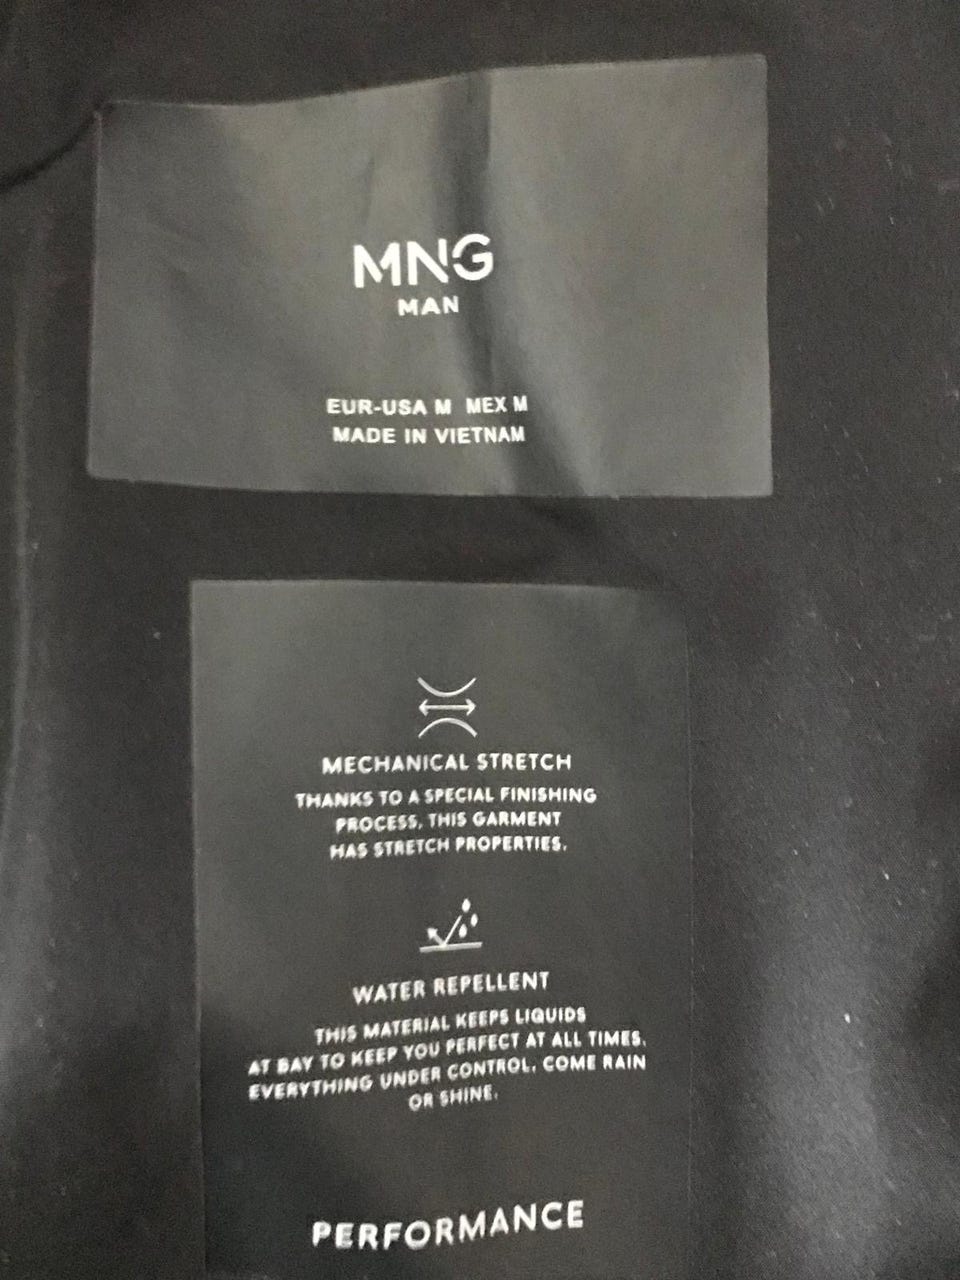 MNG
MAN
EUR-USA M MEX M
MADE IN VIETNAM
MECHANICAL STRETCH
THANKS TO A SPECIAL FINISHING
PROCESS, THIS GARMENT
HAS STRETCH PROPERTIES.
WATER REPELLENT
THIS MATERIAL KEEPS LIQUIDS
AT BAY TO KEEP YOU PERFECT AT ALL TIMES.
EVERYTHING UNDER CONTROL, COME RAIN
OR SHINE.
PERFORMANCE